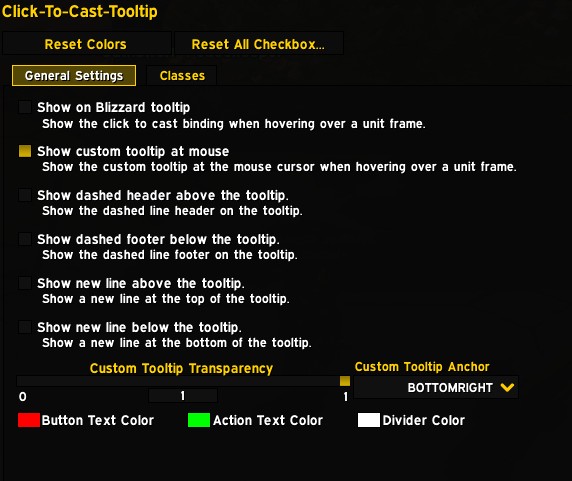 Click-To-Cast-Tooltip
Reset Colors
Reset All Checkbox...
General Settings
Classes
Show on Blizzard tooltip
Show the click to cast binding when hovering over a unit frame.
Show custom tooltip at mouse
Show the custom tooltip at the mouse cursor when hovering over a unit frame.
Show dashed header above the tooltip.
Show the dashed line header on the tooltip.
Show dashed footer below the tooltip.
Show the dashed line footer on the tooltip.
Show new line above the tooltip.
Show a new line at the top of the tooltip.
Show new line below the tooltip.
Show a new line at the bottom of the tooltip.
Custom Tooltip Transparency
Custom Tooltip Anchor
BOTTOMRIGHT
0
1
1
Button Text Color
Action Text Color
Divider Color